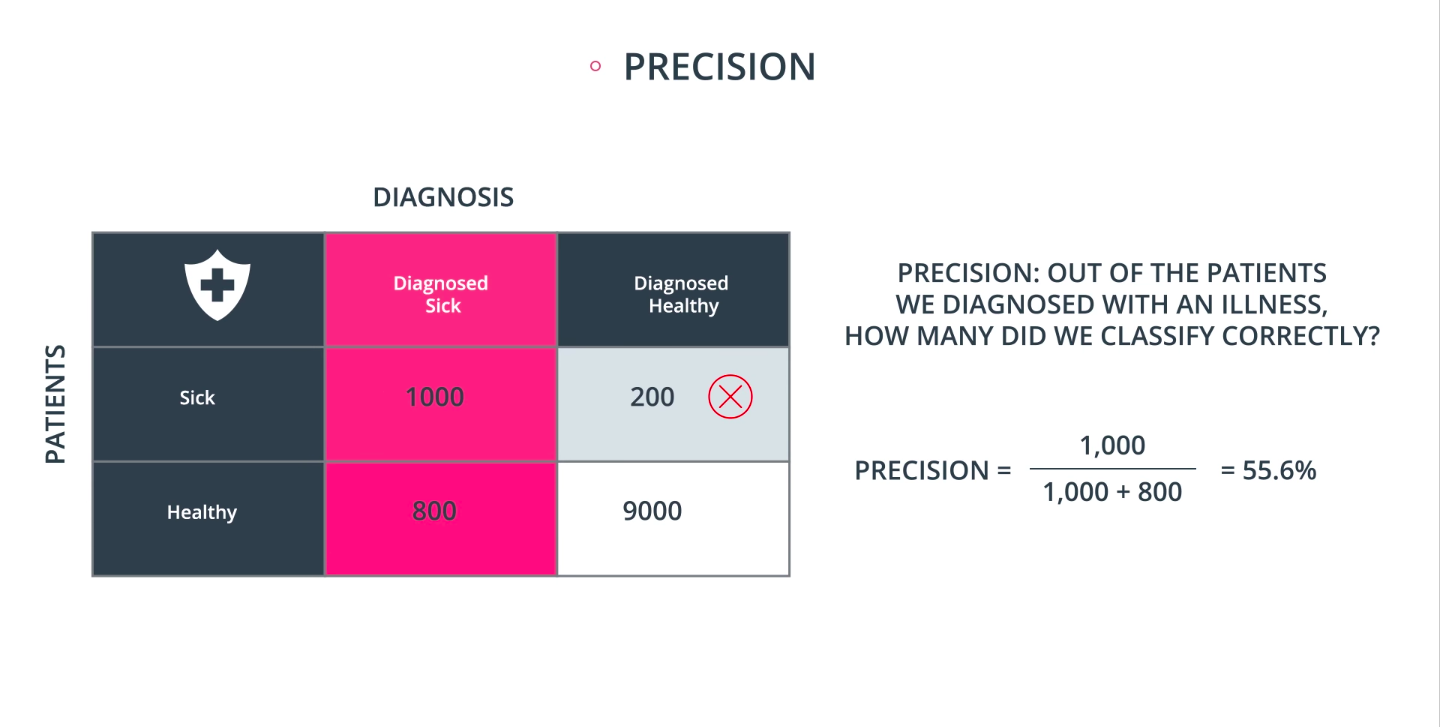 PRECISION
DIAGNOSIS
PATIENTS
Diagnosed
Sick
Diagnosed
Healthy
Sick
1000
200
Healthy
800
9000
PRECISION: OUT OF THE PATIENTS
WE DIAGNOSED WITH AN ILLNESS,
HOW MANY DID WE CLASSIFY CORRECTLY?
1,000
PRECISION = = 55.6%
1,000 + 800